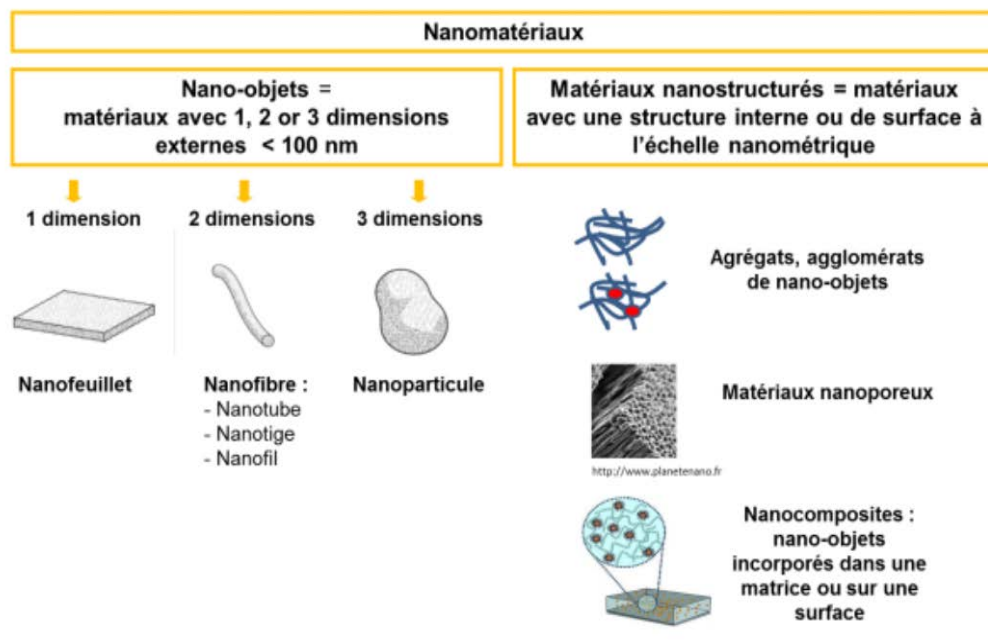 Nanomatériaux
Nano-objets =
matériaux avec 1, 2 or 3 dimensions
externes < 100 nm
Matériaux nanostructurés = matériaux
avec une structure interne ou de surface à
l'échelle nanométrique
1 dimension
2 dimensions
3 dimensions
Nanofeuillet
Nanofibre :
- Nanotube
- Nanotige
- Nanofil
Nanoparticule
Agrégats, agglomérats
de nano-objets
Matériaux nanoporeux
http://www.planetenano.fr
Nanocomposites :
nano-objets
incorporés dans une
matrice ou sur une
surface